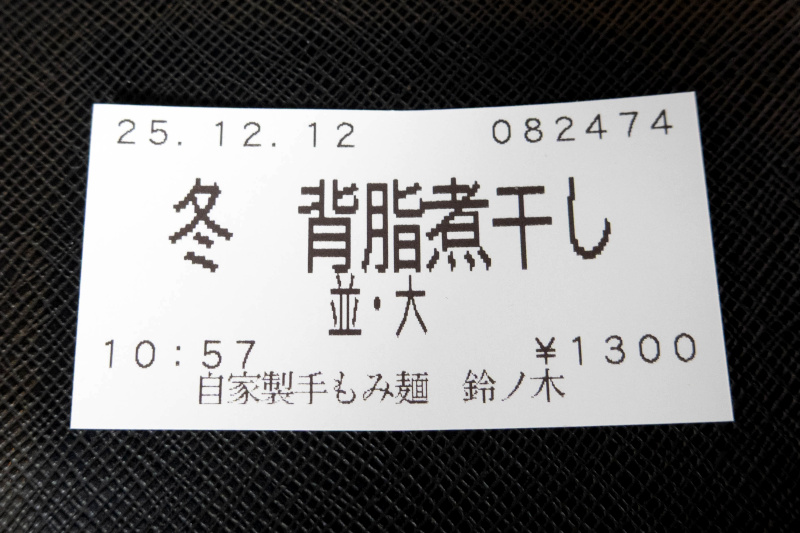 25.12.12 082474
冬 背脂煮干し
並・大
10:57 ¥1300
自家製手もみ麺 鈴ノ木